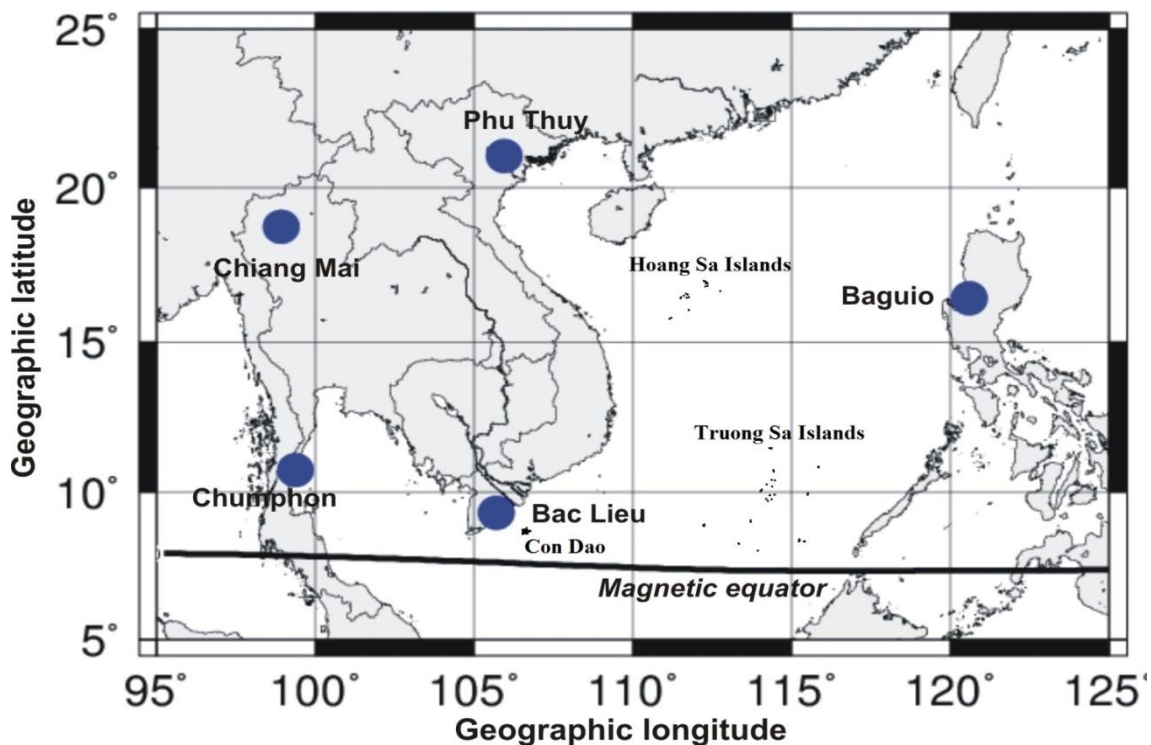 25°
Phu Thuy
20°
Chiang Mai
Hoang Sa Islands
Baguio
15°
Geographic latitude
Truong Sa Islands
10°
Chumphon
Bac Lieu
Con Dao
Magnetic equator
5°
95° 100° 105° 110° 115° 120° 125°
Geographic longitude